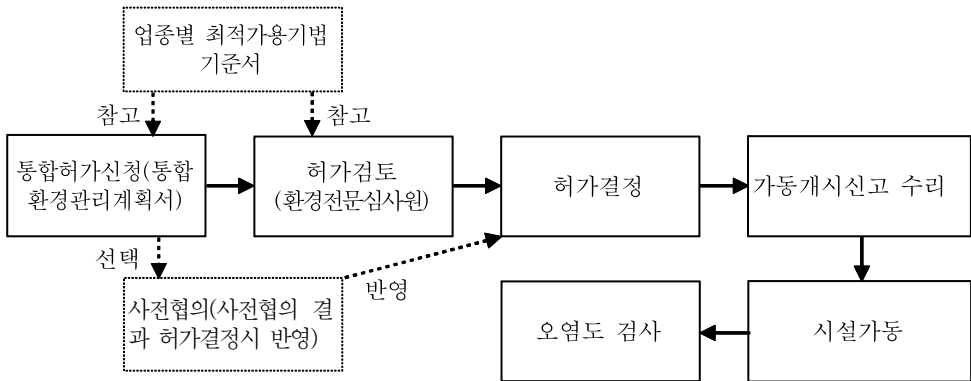 업종별 최적가용기법
기준서
참고
참고
통합허가신청(통합
환경관리계획서)
허가검토
(환경전문심사원)
허가결정
가동개시신고 수리
선택
반영
사전협의(사전협의 결
과 허가결정시 반영)
오염도 검사
시설가동